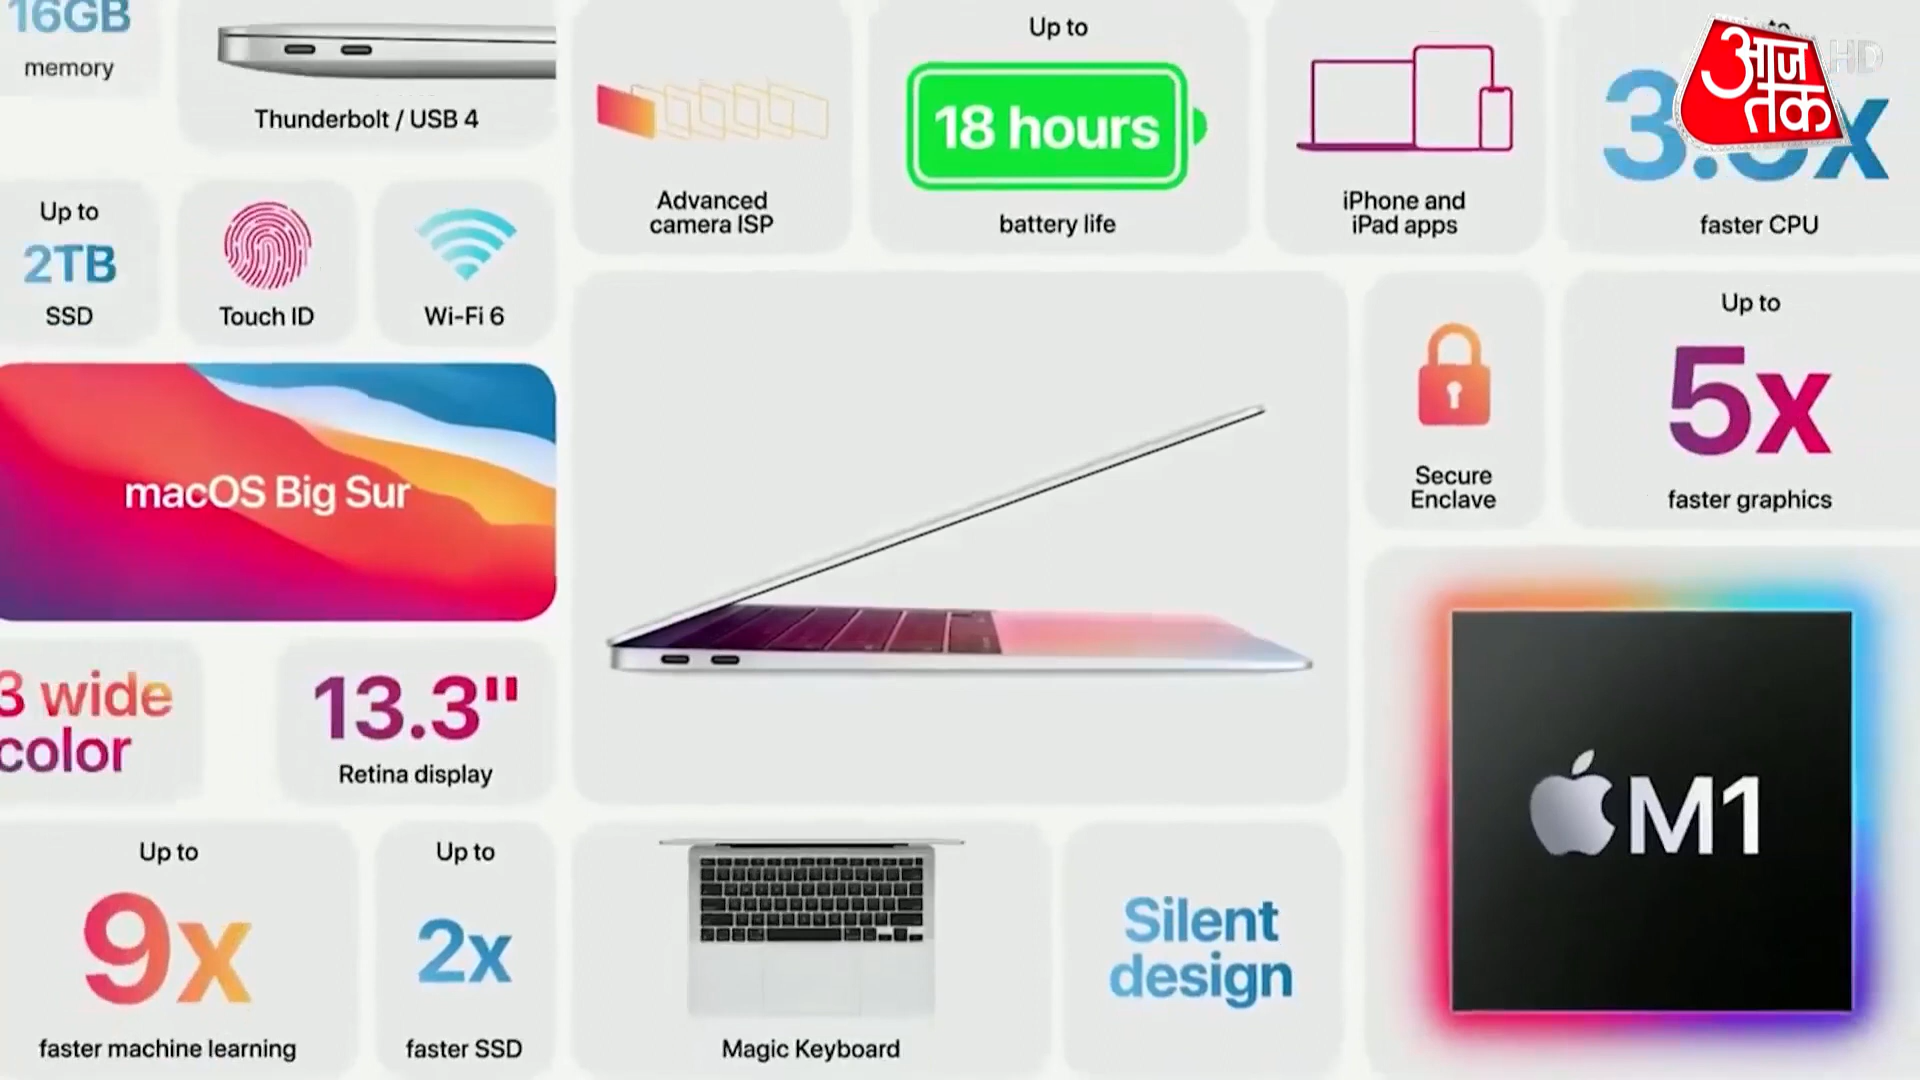 16GB
memory
Thunderbolt / USB 4
Advanced
camera ISP
Up to
18 hours
battery life
iPhone and
iPad apps
faster CPU
आज
तक
HD
Up to
2TB
SSD
Touch ID
Wi-Fi 6
Secure
Enclave
Up to
5x
faster graphics
macOS Big Sur
3 wide
color
13.3"
Retina display
M1
Up to
9x
faster machine learning
Up to
2x
faster SSD
Magic Keyboard
Silent
design